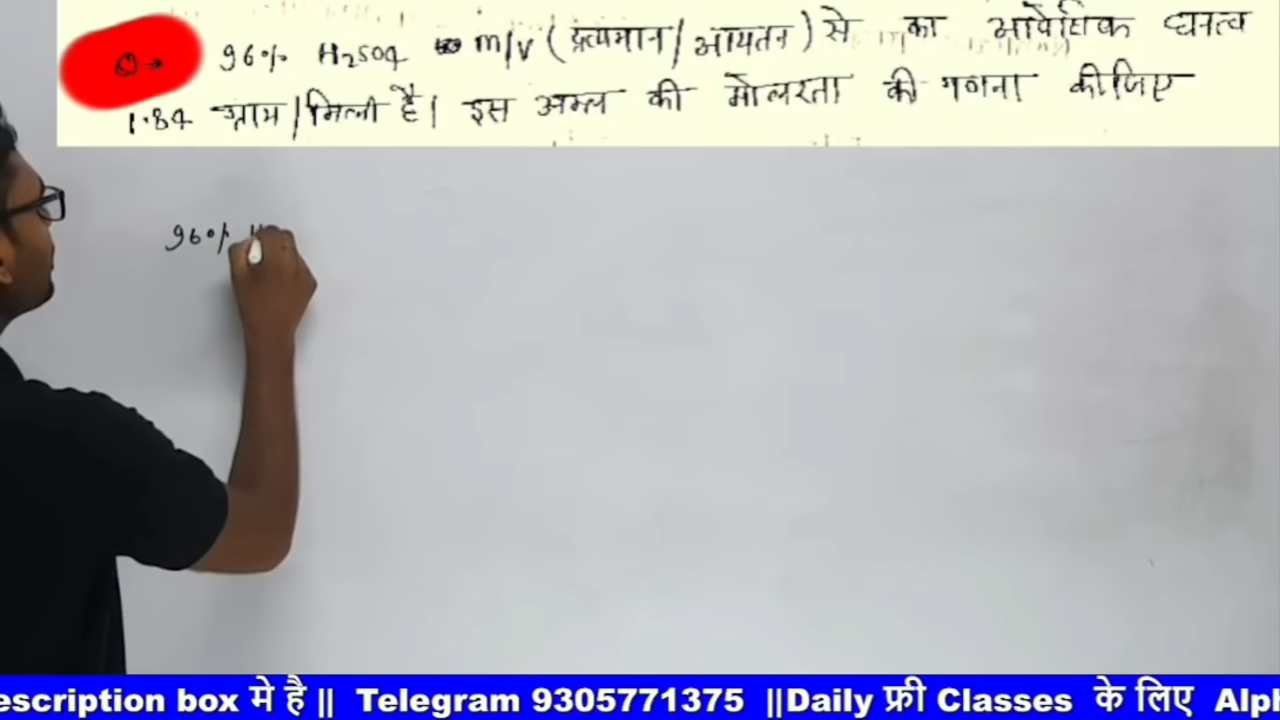 Q → 96% H2SO4 m/v (द्रव्यमान/आयतन) से का आपेक्षिक घनत्व
1.84 ग्राम/मिली है। इस अम्ल की मोलरता की गणना कीजिए
96% H
escription box मे है || Telegram 9305771375 ||Daily फ्री Classes के लिए Alph